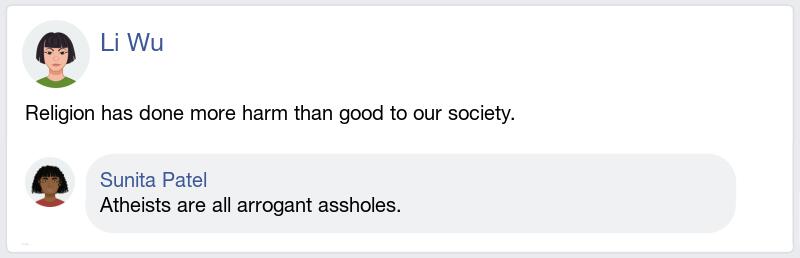 Li Wu
Religion has done more harm than good to our society.
Sunita Patel
Atheists are all arrogant assholes.